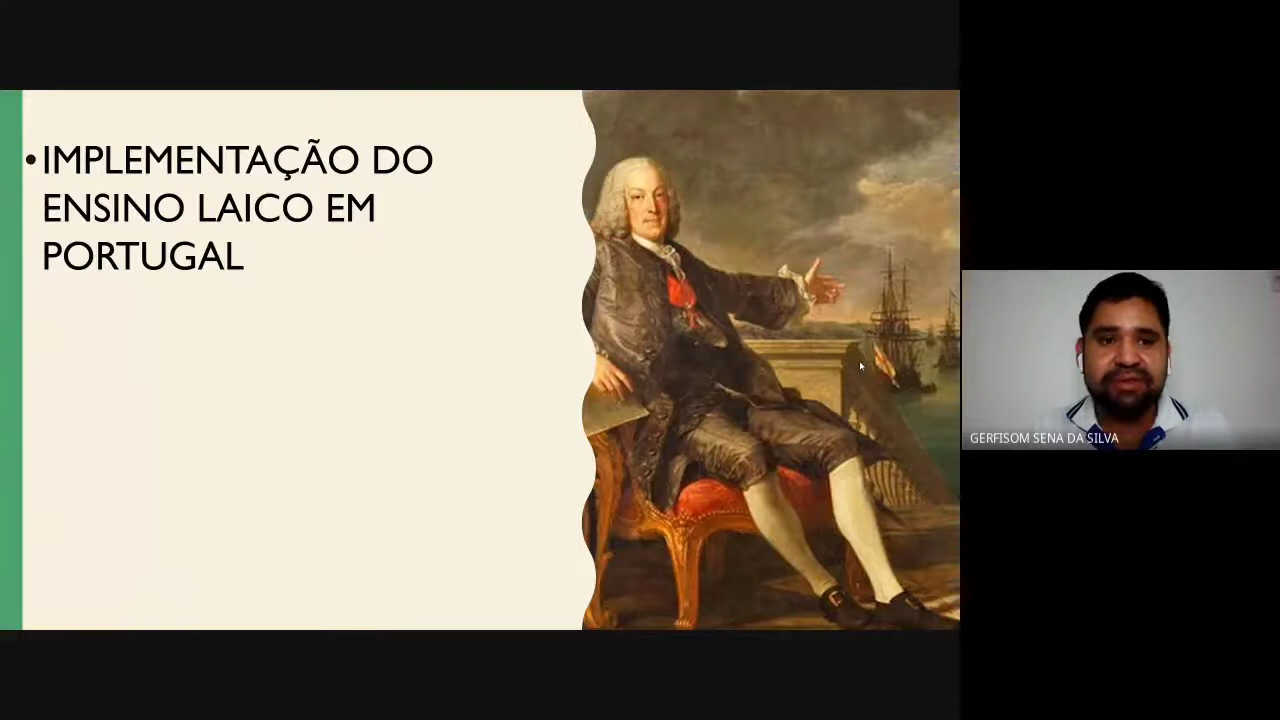 •IMPLEMENTAÇÃO DO
ENSINO LAICO EM
PORTUGAL
GERFISOM SENA DA SILVA